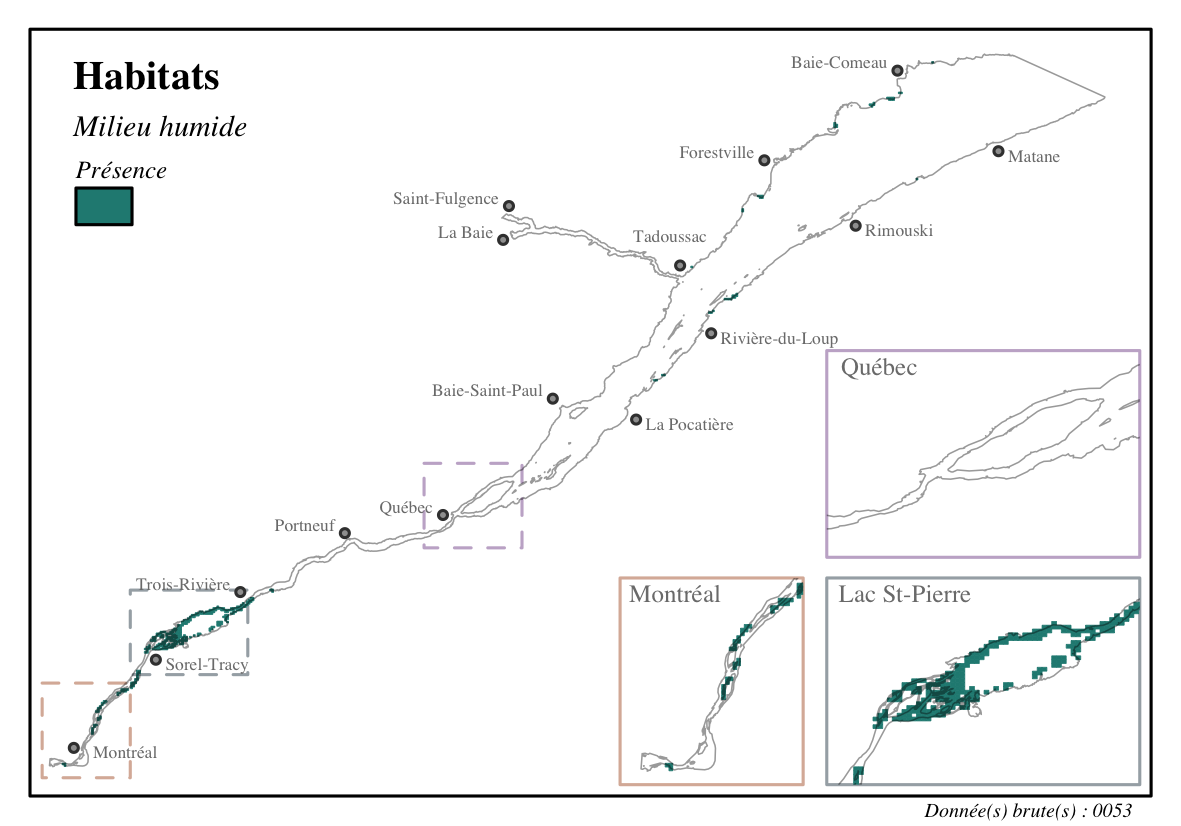 Habitats
Milieu humide
Présence
Baie-Comeau
Forestville
Matane
Saint-Fulgence
La Baie
Tadoussac
Rimouski
Rivière-du-Loup
Baie-Saint-Paul
La Pocatière
Québec
Portneuf
Trois-Rivière
Sorel-Tracy
Montréal
Québec
Montréal
Lac St-Pierre
Donnée(s) brute(s) : 0053